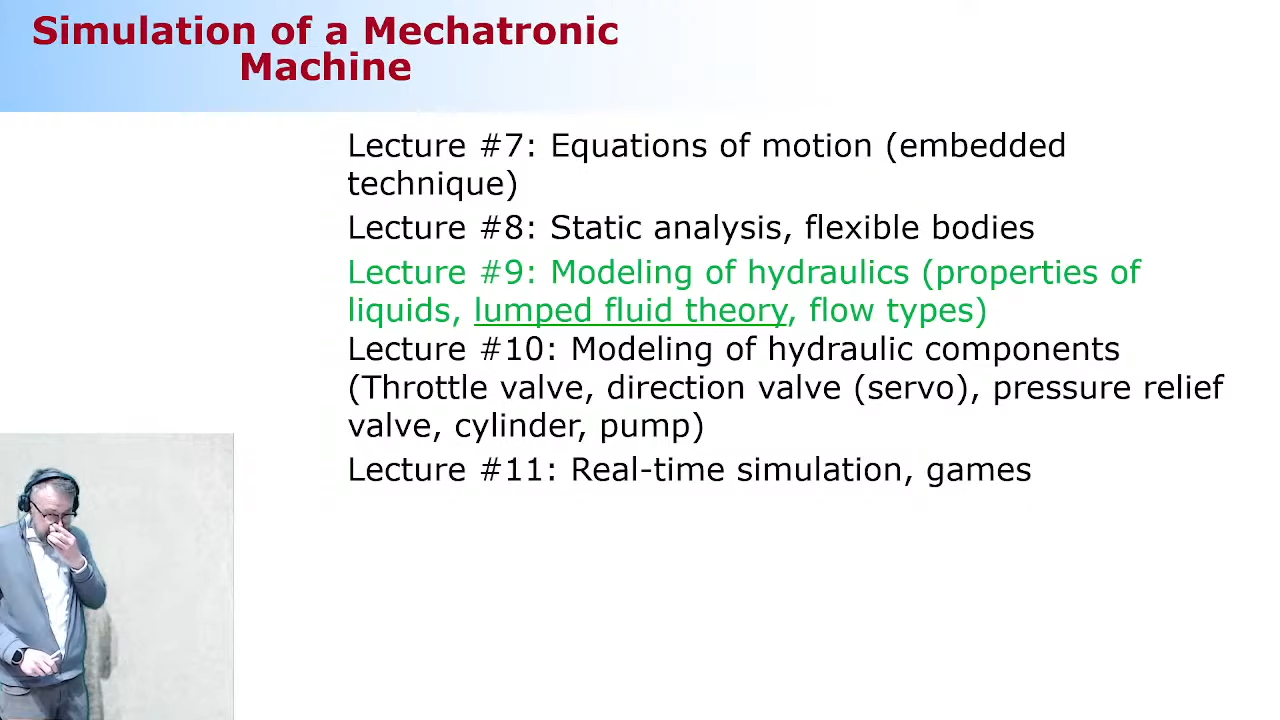 Simulation of a Mechatronic
Machine
Lecture #7: Equations of motion (embedded
technique)
Lecture #8: Static analysis, flexible bodies
Lecture #9: Modeling of hydraulics (properties of
liquids, lumped fluid theory, flow types)
Lecture #10: Modeling of hydraulic components
(Throttle valve, direction valve (servo), pressure relief
valve, cylinder, pump)
Lecture #11: Real-time simulation, games